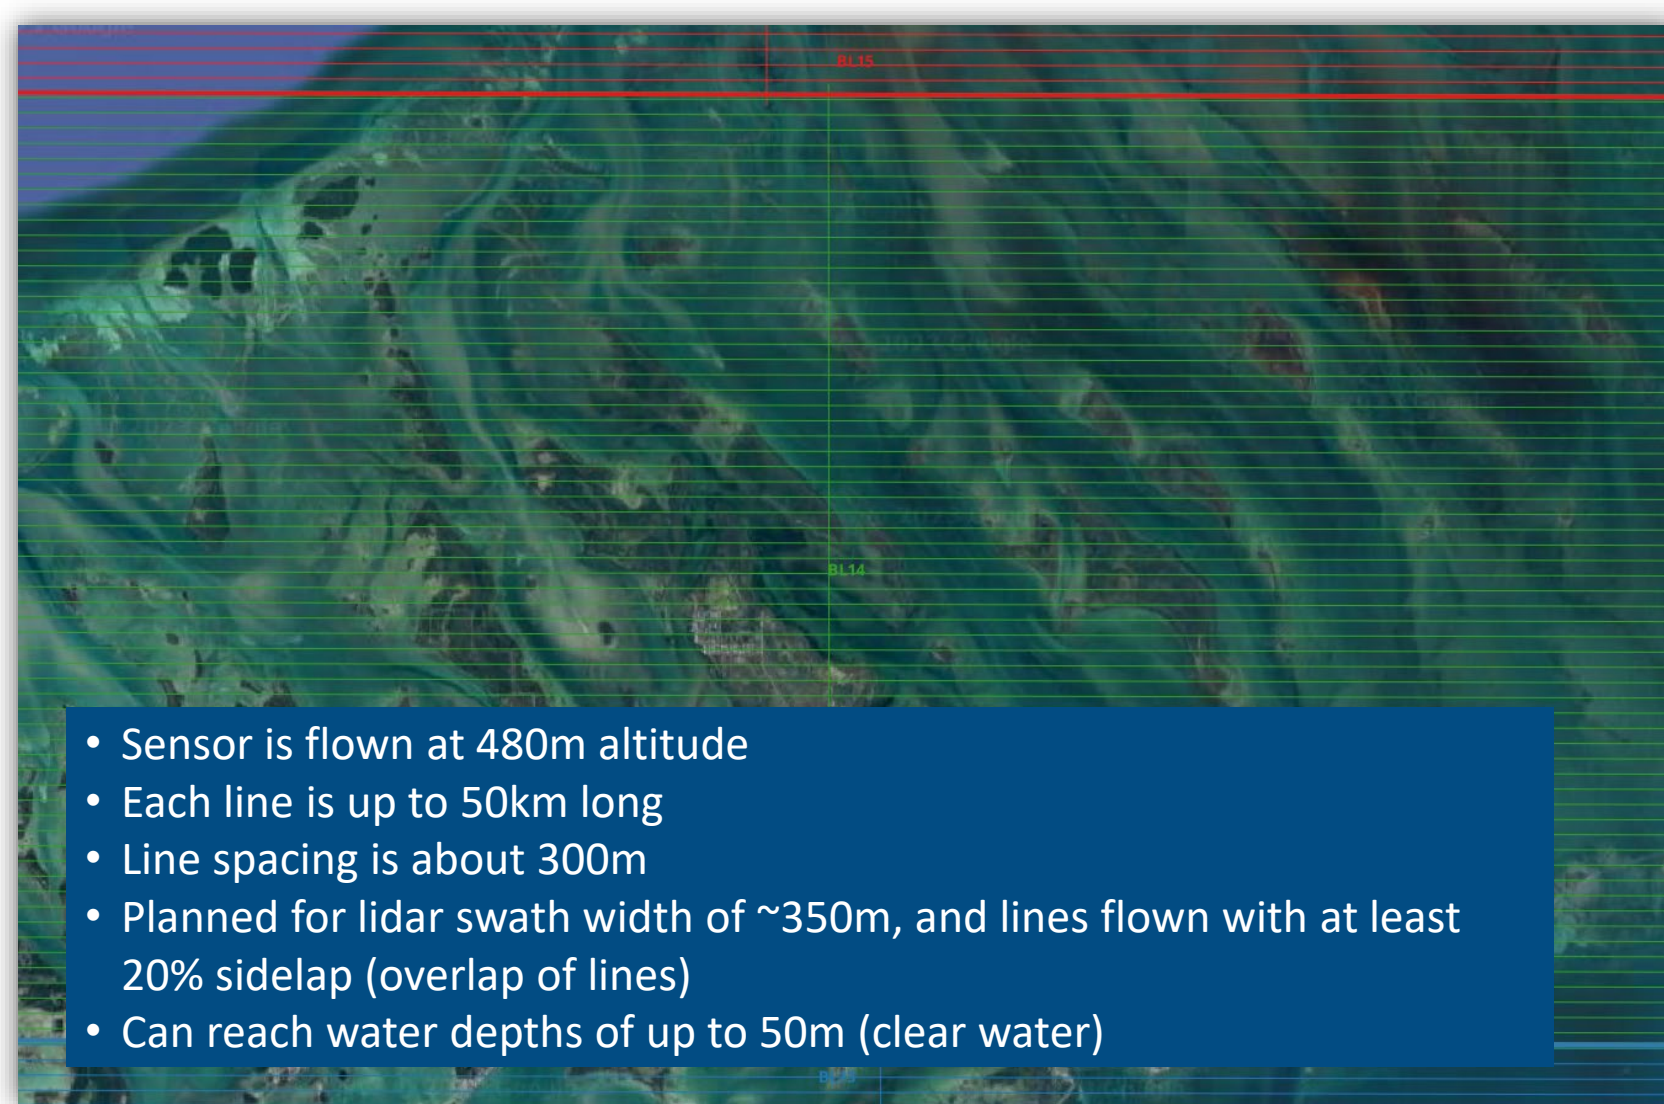 BL15
BL14
• Sensor is flown at 480m altitude
• Each line is up to 50km long
• Line spacing is about 300m
• Planned for lidar swath width of ~350m, and lines flown with at least
20% sidelap (overlap of lines)
• Can reach water depths of up to 50m (clear water)